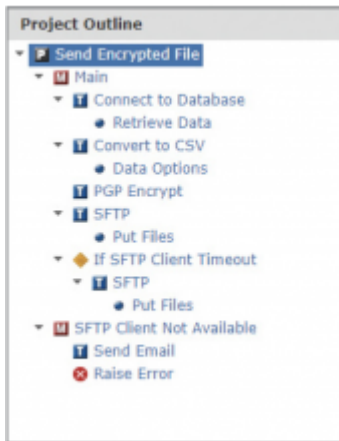 Project Outline
P Send Encrypted File
M Main
T Connect to Database
Retrieve Data
T Convert to CSV
Data Options
T PGP Encrypt
T SFTP
Put Files
If SFTP Client Timeout
T SFTP
Put Files
M SFTP Client Not Available
T Send Email
Raise Error